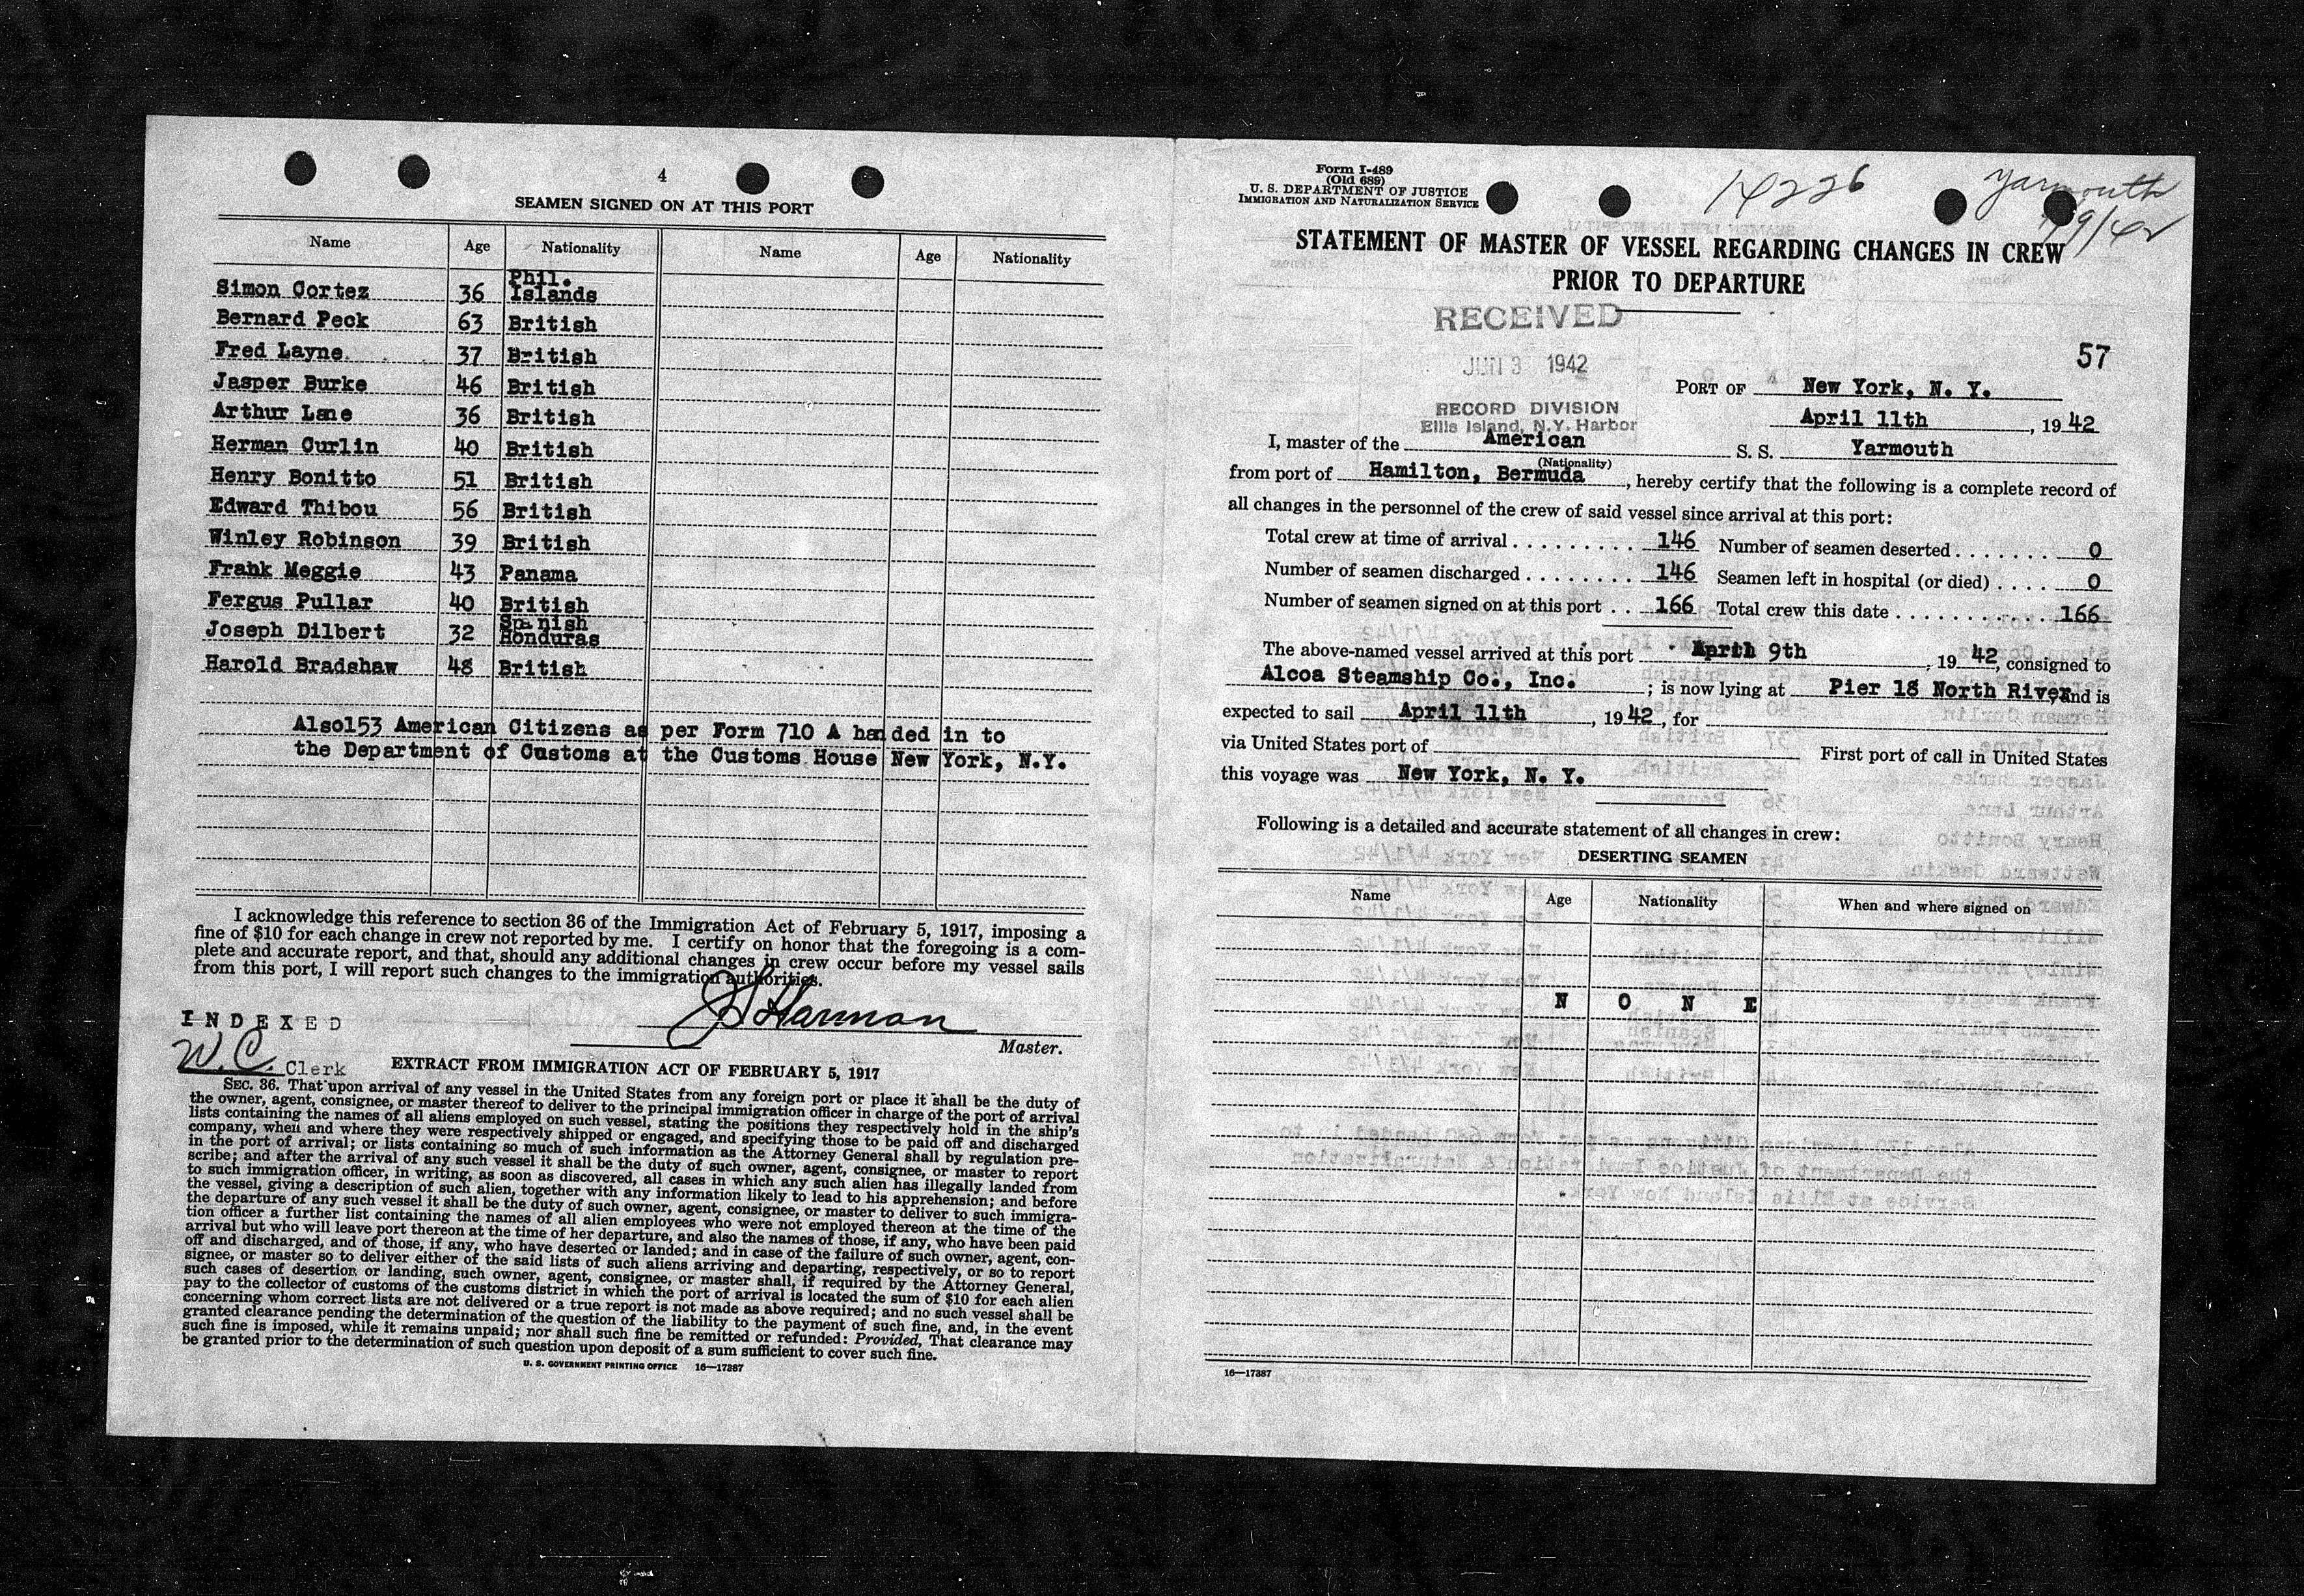 4
SEAMEN SIGNED ON AT THIS PORT
Name Age Nationality Name Age Nationality
Simon Cortez 36 Phil. Islands
Bernard Peck 63 British
Fred Layne 37 British
Jasper Burke 46 British
Arthur Lane 36 British
Herman Curlin 40 British
Henry Bonitto 51 British
Edward Thibou 56 British
Winley Robinson 39 British
Frank Meggie 43 Panama
Fergus Pullar 40 British
Joseph Dilbert 32 Spanish Honduras
Harold Bradshaw 48 British
Also153 American Citizens as per Form 710 A handed in to
the Department of Customs at the Customs House New York, N.Y.
I acknowledge this reference to section 36 of the Immigration Act of February 5, 1917, imposing a
fine of $10 for each change in crew not reported by me. I certify on honor that the foregoing is a com-
plete and accurate report, and that, should any additional changes in crew occur before my vessel sails
from this port, I will report such changes to the immigration authorities.
INDEXED
Harmon
Master.
W.C. Clerk
EXTRACT FROM IMMIGRATION ACT OF FEBRUARY 5, 1917
SEC. 36. That upon arrival of any vessel in the United States from any foreign port or place it shall be the duty of
the owner, agent, consignee, or master thereof to deliver to the principal immigration officer in charge of the port of arrival
lists containing the names of all aliens employed on such vessel, stating the positions they respectively hold in the ship's
company, when and where they were respectively shipped or engaged, and specifying those to be paid off and discharged
in the port of arrival; or lists containing so much of such information as the Attorney General shall by regulation pre-
scribe; and after the arrival of any such vessel it shall be the duty of such owner, agent, consignee, or master to report
to such immigration officer, in writing, as soon as discovered, all cases in which any such alien has illegally landed from
the vessel, giving a description of such alien, together with any information likely to lead to his apprehension; and before
the departure of any such vessel it shall be the duty of such owner, agent, consignee, or master to deliver to such immigra-
tion officer a further list containing the names of all alien employees who were not employed thereon at the time of the
arrival but who will leave port thereon at the time of her departure, and also the names of those, if any, who have been paid
off and discharged, and of those, if any, who have deserted or landed; and in case of the failure of such owner, agent, con-
signee, or master so to deliver either of the said lists of such aliens arriving and departing, respectively, or so to report
such cases of desertion or landing, such owner, agent, consignee, or master shall, if required by the Attorney General,
pay to the collector of customs of the customs district in which the port of arrival is located the sum of $10 for each alien
concerning whom correct lists are not delivered or a true report is not made as above required; and no such vessel shall be
granted clearance pending the determination of the question of the liability to the payment of such fine, and, in the event
such fine is imposed, while it remains unpaid; nor shall such fine be remitted or refunded: Provided, That clearance may
be granted prior to the determination of such question upon deposit of a sum sufficient to cover such fine.
U. S. GOVERNMENT PRINTING OFFICE 16—17387
Form I-489
(Old 689)
U. S. DEPARTMENT OF JUSTICE
IMMIGRATION AND NATURALIZATION SERVICE
14226
Yarmouth
STATEMENT OF MASTER OF VESSEL REGARDING CHANGES IN CREW
PRIOR TO DEPARTURE
RECEIVED
JUN 3 1942
RECORD DIVISION
Ellis Island, N.Y. Harbor
57
PORT OF New York, N. Y.
April 11th, 1942
I, master of the American S. S. Yarmouth
(Nationality)
from port of Hamilton, Bermuda, hereby certify that the following is a complete record of
all changes in the personnel of the crew of said vessel since arrival at this port:
Total crew at time of arrival . . . . . . . . . 146 Number of seamen deserted . . . . . . . 0
Number of seamen discharged . . . . . . . . 146 Seamen left in hospital (or died) . . . . 0
Number of seamen signed on at this port . . 166 Total crew this date . . . . . . . . . . . 166
The above-named vessel arrived at this port April 9th, 1942, consigned to
Alcoa Steamship Co., Inc. ; is now lying at Pier 18 North River, and is
expected to sail April 11th, 1942, for
via United States port of First port of call in United States
this voyage was New York, N. Y.
Following is a detailed and accurate statement of all changes in crew:
DESERTING SEAMEN
Name Age Nationality When and where signed on
N O N E
16—17387